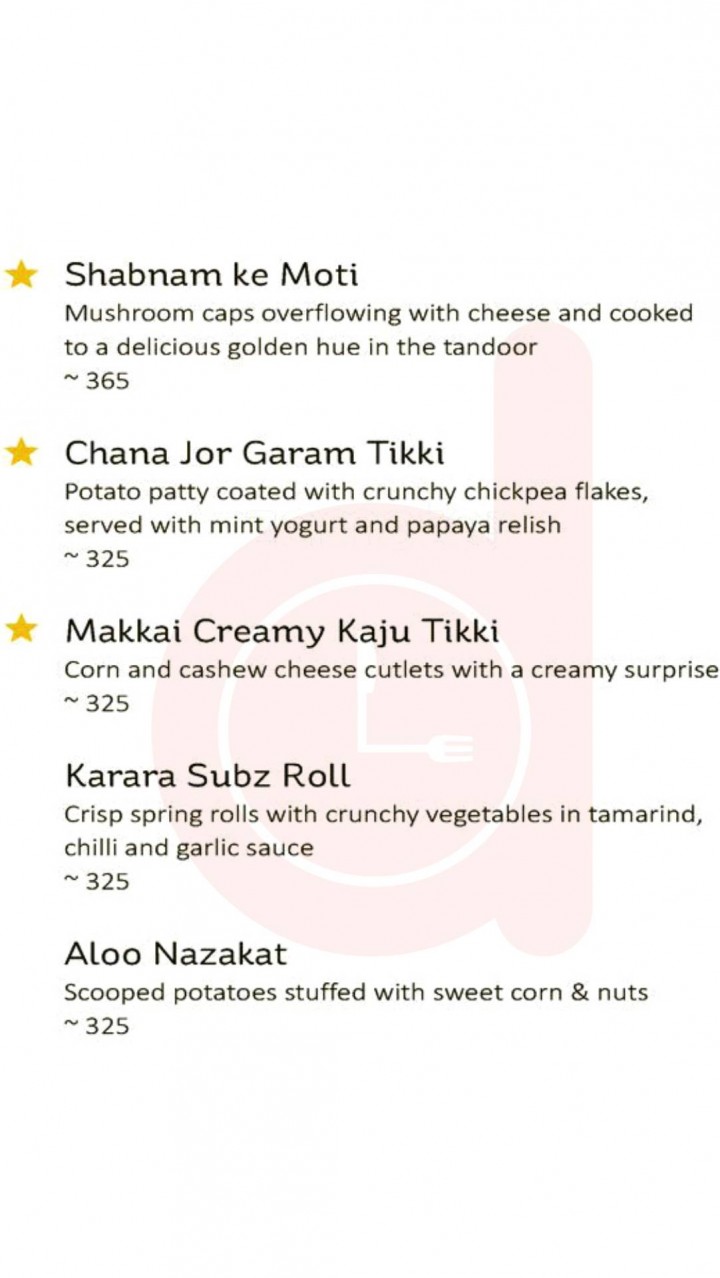 Shabnam ke Moti
Mushroom caps overflowing with cheese and cooked
to a delicious golden hue in the tandoor
~ 365
Chana Jor Garam Tikki
Potato patty coated with crunchy chickpea flakes,
served with mint yogurt and papaya relish
~ 325
Makkai Creamy Kaju Tikki
Corn and cashew cheese cutlets with a creamy surprise
~ 325
Karara Subz Roll
Crisp spring rolls with crunchy vegetables in tamarind,
chilli and garlic sauce
~ 325
Aloo Nazakat
Scooped potatoes stuffed with sweet corn & nuts
~ 325